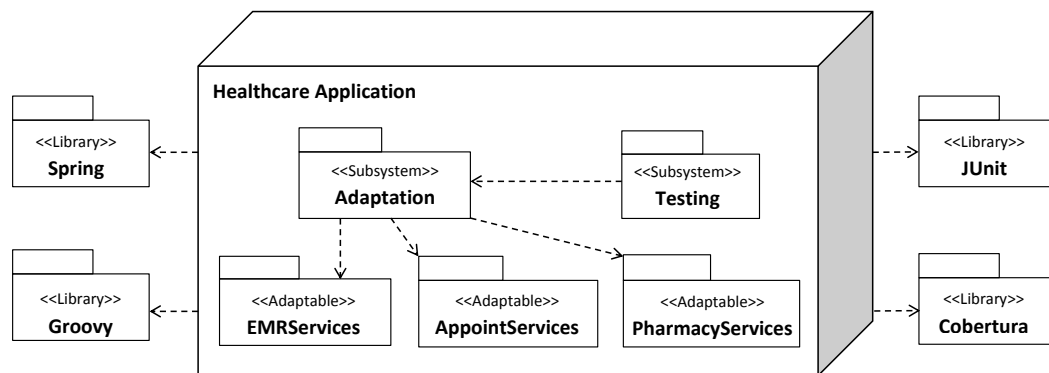 Healthcare Application
<<Library>>
Spring
<<Subsystem>>
Adaptation
<<Subsystem>>
Testing
<<Library>>
JUnit
<<Library>>
Groovy
<<Adaptable>>
EMRServices
<<Adaptable>>
AppointServices
<<Adaptable>>
PharmacyServices
<<Library>>
Cobertura